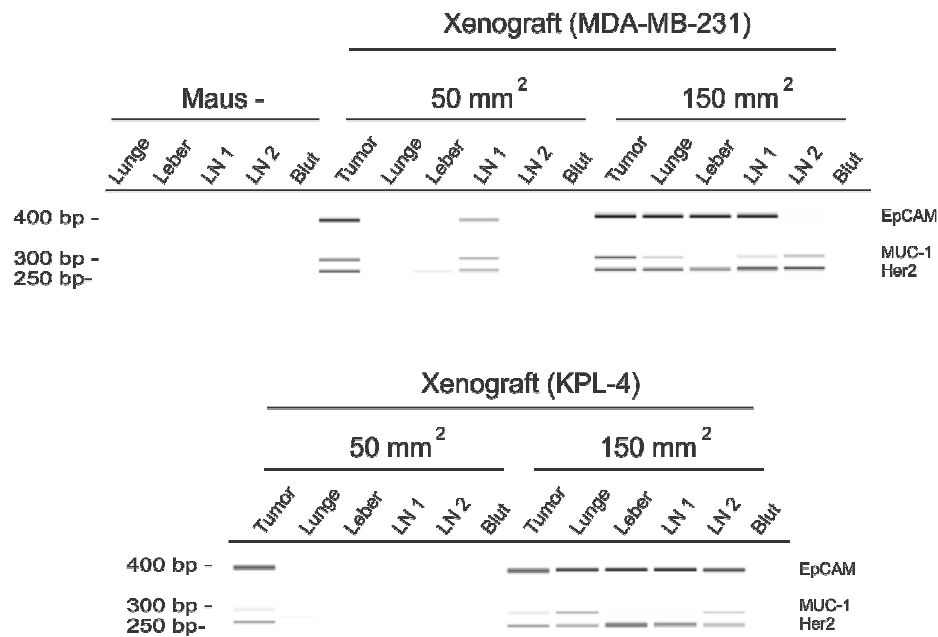 Xenograft (MDA-MB-231)
Maus - 50 mm² 150 mm²
Lunge Leber LN 1 LN 2 Blut Tumor Lunge Leber LN 1 LN 2 Blut Tumor Lunge Leber LN 1 LN 2 Blut
400 bp - EpCAM
300 bp - MUC-1
250 bp- Her2
Xenograft (KPL-4)
50 mm² 150 mm²
Tumor Lunge Leber LN 1 LN 2 Blut Tumor Lunge Leber LN 1 LN 2 Blut
400 bp - EpCAM
300 bp - MUC-1
250 bp- Her2